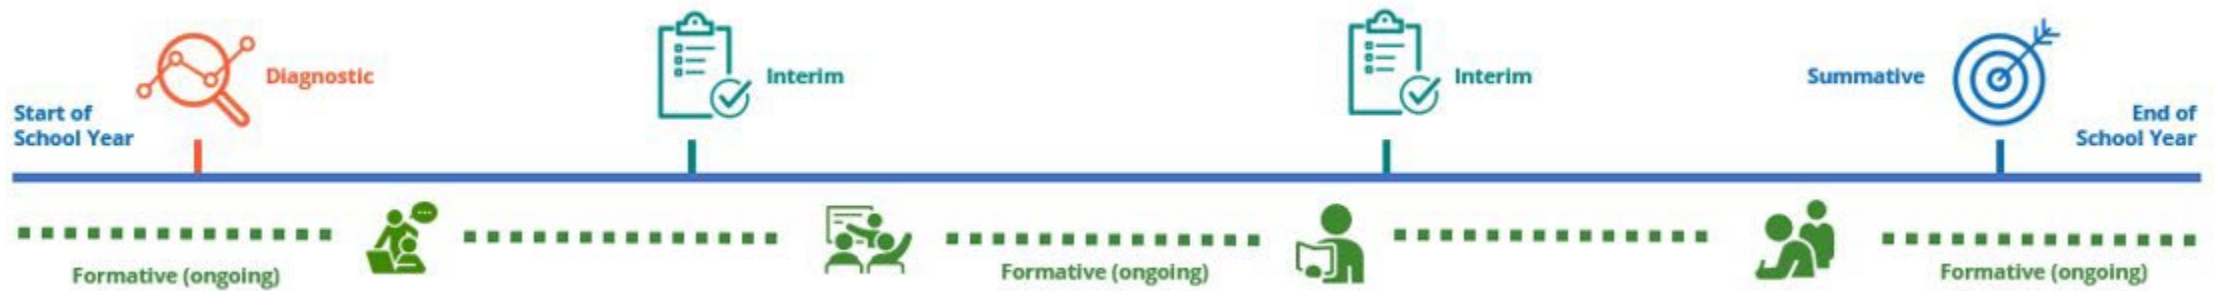 Diagnostic
Interim
Interim
Summative
Start of
School Year
End of
School Year
Formative (ongoing)
Formative (ongoing)
Formative (ongoing)